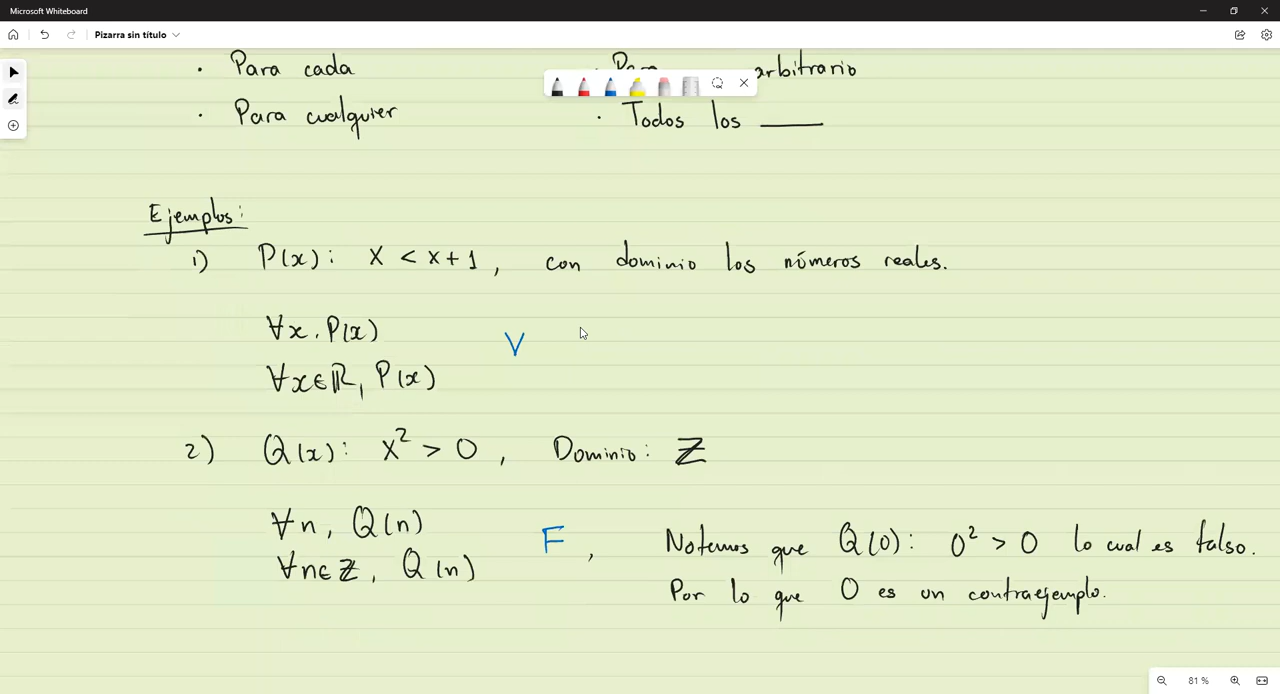 Microsoft Whiteboard
Pizarra sin título
· Para cada
· arbitrario
· Para cualquier
· Todos los ____
Ejemplos:
1) P(x): x < x+1, con dominio los números reales.
∀x, P(x)
V
∀x∈ℝ, P(x)
2) Q(x): x² > 0, Dominio: ℤ
∀n, Q(n)
F, Notemos que Q(0): 0² > 0 lo cual es falso.
∀n∈ℤ, Q(n)
Por lo que 0 es un contraejemplo.
81 %